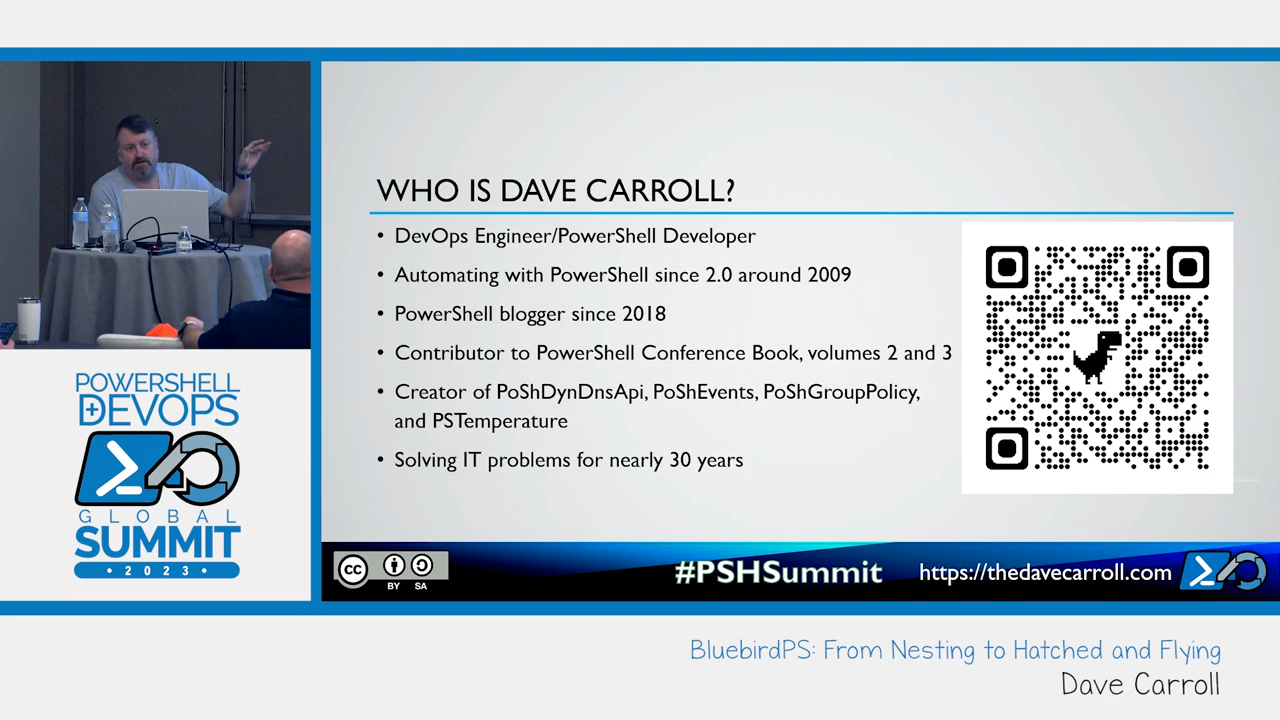 WHO IS DAVE CARROLL?
• DevOps Engineer/PowerShell Developer
• Automating with PowerShell since 2.0 around 2009
• PowerShell blogger since 2018
• Contributor to PowerShell Conference Book, volumes 2 and 3
• Creator of PoShDynDnsApi, PoShEvents, PoShGroupPolicy,
and PSTemperature
• Solving IT problems for nearly 30 years
POWERSHELL
+DEVOPS
GLOBAL
SUMMIT
• 2023 •
cc
BY SA
#PSHSummit
https://thedavecarroll.com
BluebirdPS: From Nesting to Hatched and Flying
Dave Carroll